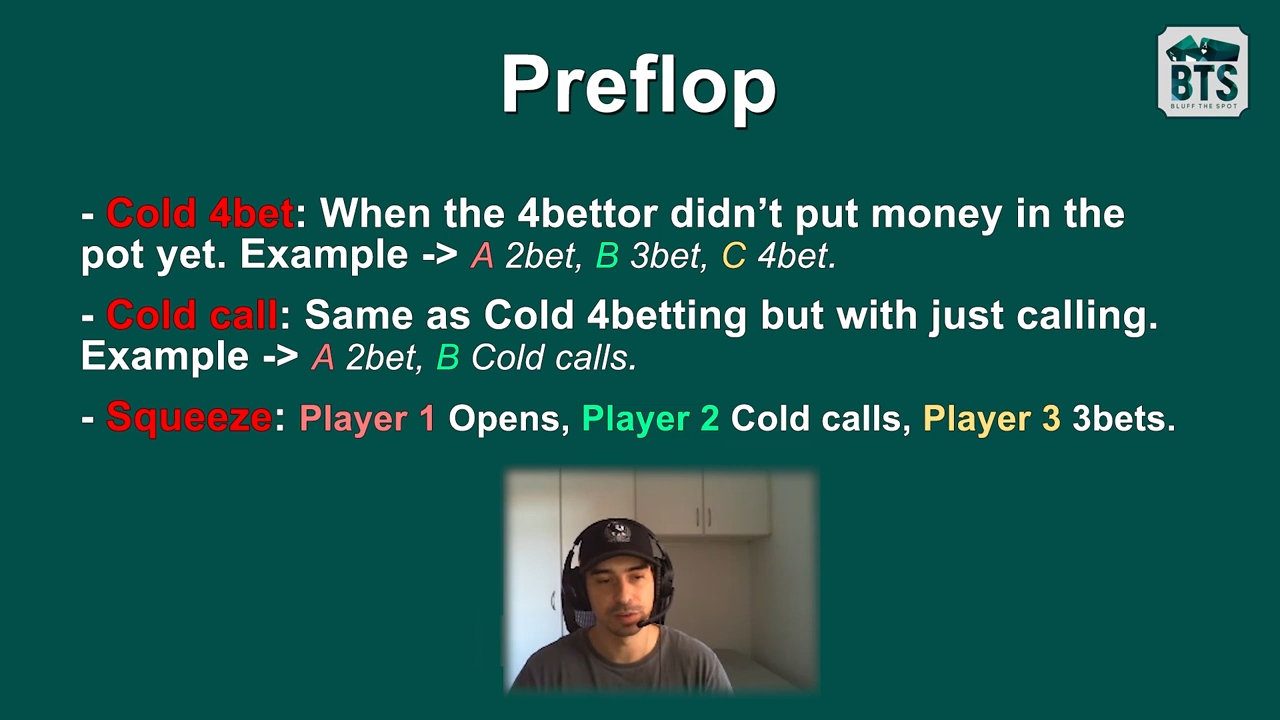 Preflop
BTS
BLUFF THE SPOT
- Cold 4bet: When the 4bettor didn’t put money in the
pot yet. Example -> A 2bet, B 3bet, C 4bet.
- Cold call: Same as Cold 4betting but with just calling.
Example -> A 2bet, B Cold calls.
- Squeeze: Player 1 Opens, Player 2 Cold calls, Player 3 3bets.